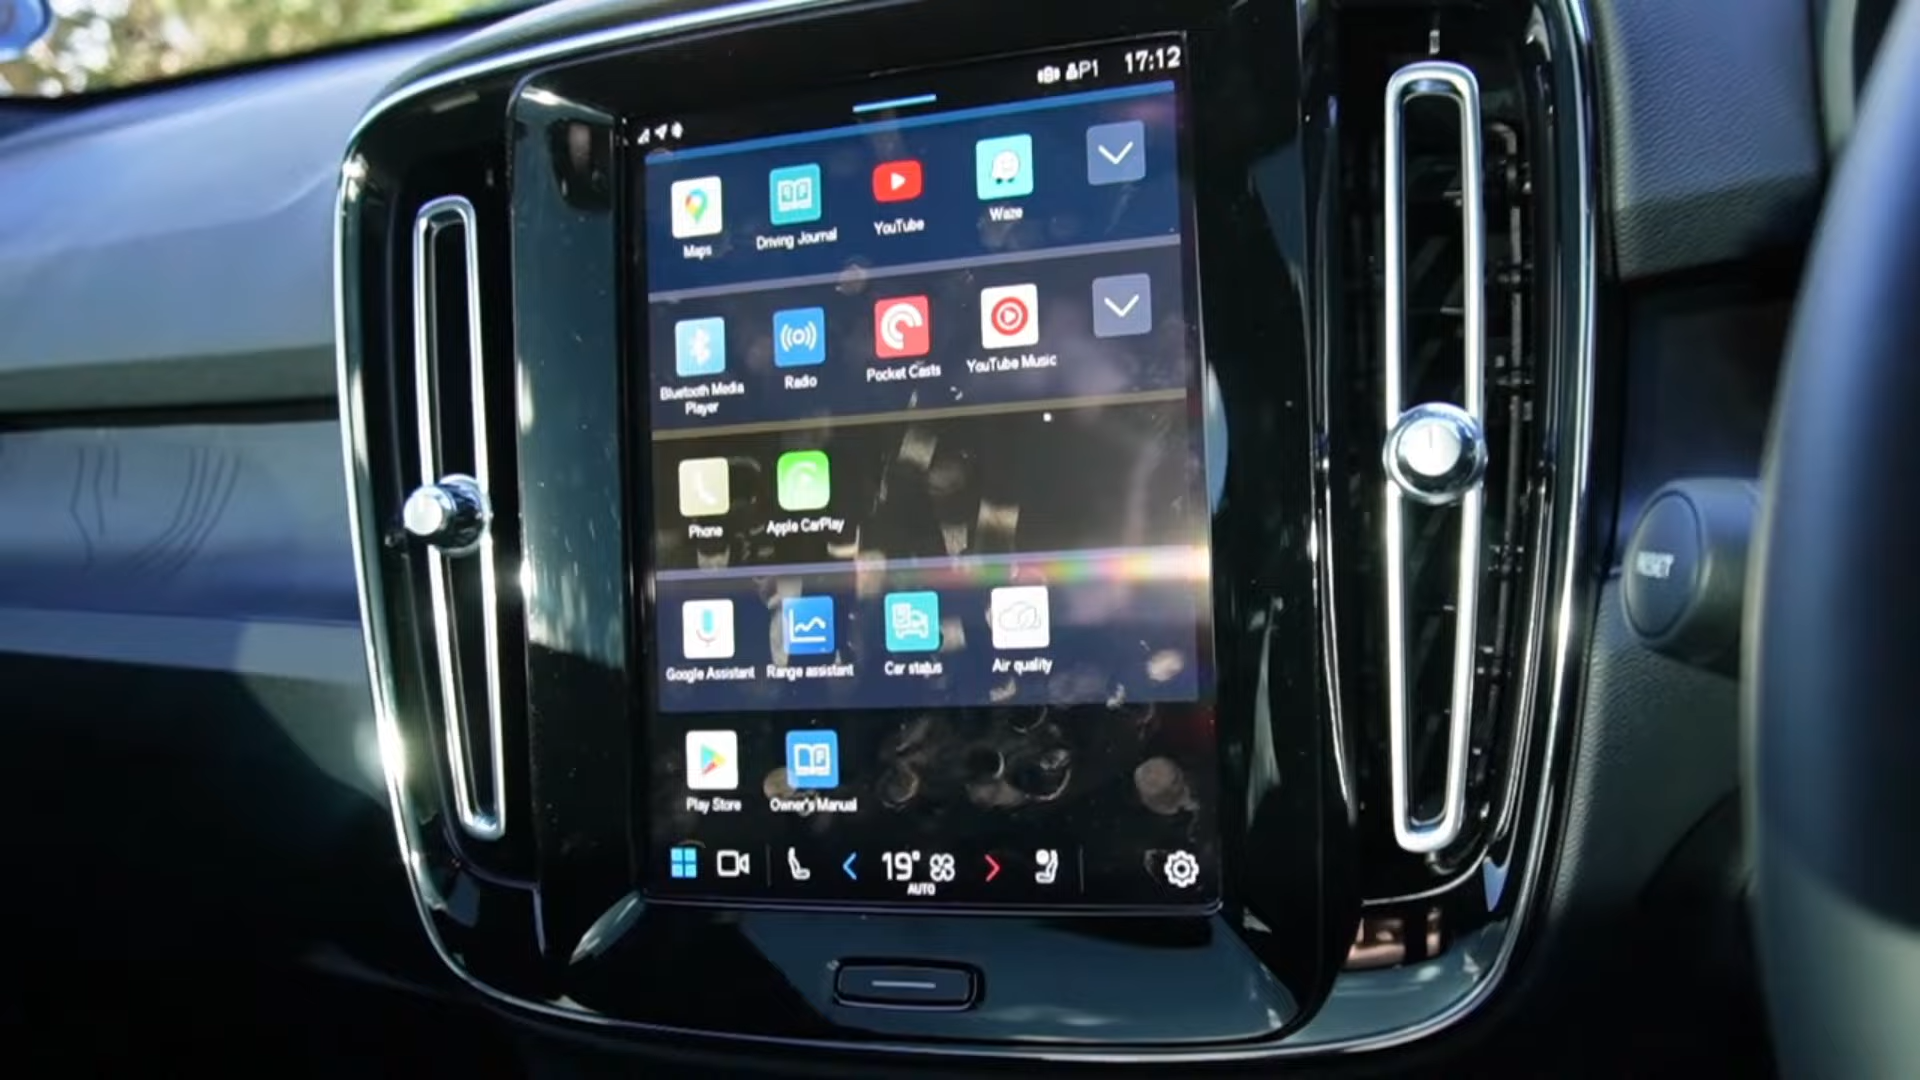 P1 17:12
Maps
Driving Journal
YouTube
Waze
Bluetooth Media
Player
Radio
Pocket Casts
YouTube Music
Phone
Apple CarPlay
Google Assistant
Range assistant
Car status
Air quality
Play Store
Owner's Manual
19°
AUTO